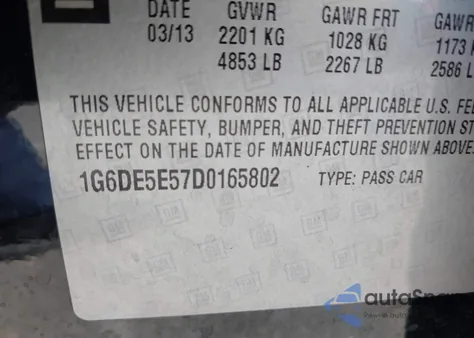 DATE GVWR GAWR FRT GAWR
03/13 2201 KG 1028 KG 1173 K
4853 LB 2267 LB 2586 L
THIS VEHICLE CONFORMS TO ALL APPLICABLE U.S. FE
VEHICLE SAFETY, BUMPER, AND THEFT PREVENTION ST
EFFECT ON THE DATE OF MANUFACTURE SHOWN ABOVE.
1G6DE5E57D0165802 TYPE: PASS CAR